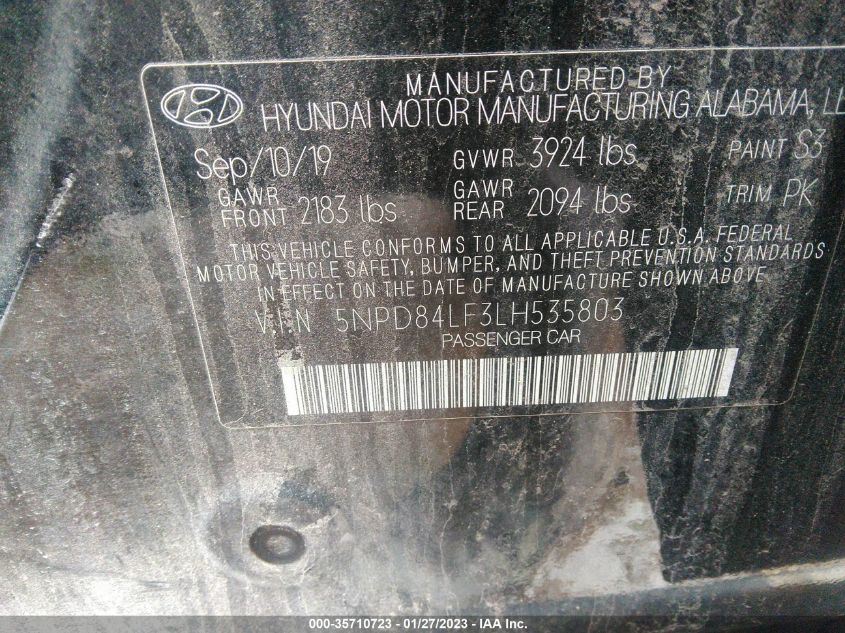 MANUFACTURED BY
HYUNDAI MOTOR MANUFACTURING ALABAMA, LL
Sep/10/19 GVWR 3924 lbs PAINT S3
GAWR FRONT 2183 lbs GAWR REAR 2094 lbs TRIM PK
THIS VEHICLE CONFORMS TO ALL APPLICABLE U.S.A. FEDERAL
MOTOR VEHICLE SAFETY, BUMPER, AND THEFT PREVENTION STANDARDS
IN EFFECT ON THE DATE OF MANUFACTURE SHOWN ABOVE
VIN 5NPD84LF3LH535803
PASSENGER CAR
000-35710723 - 01/27/2023 - IAA Inc.